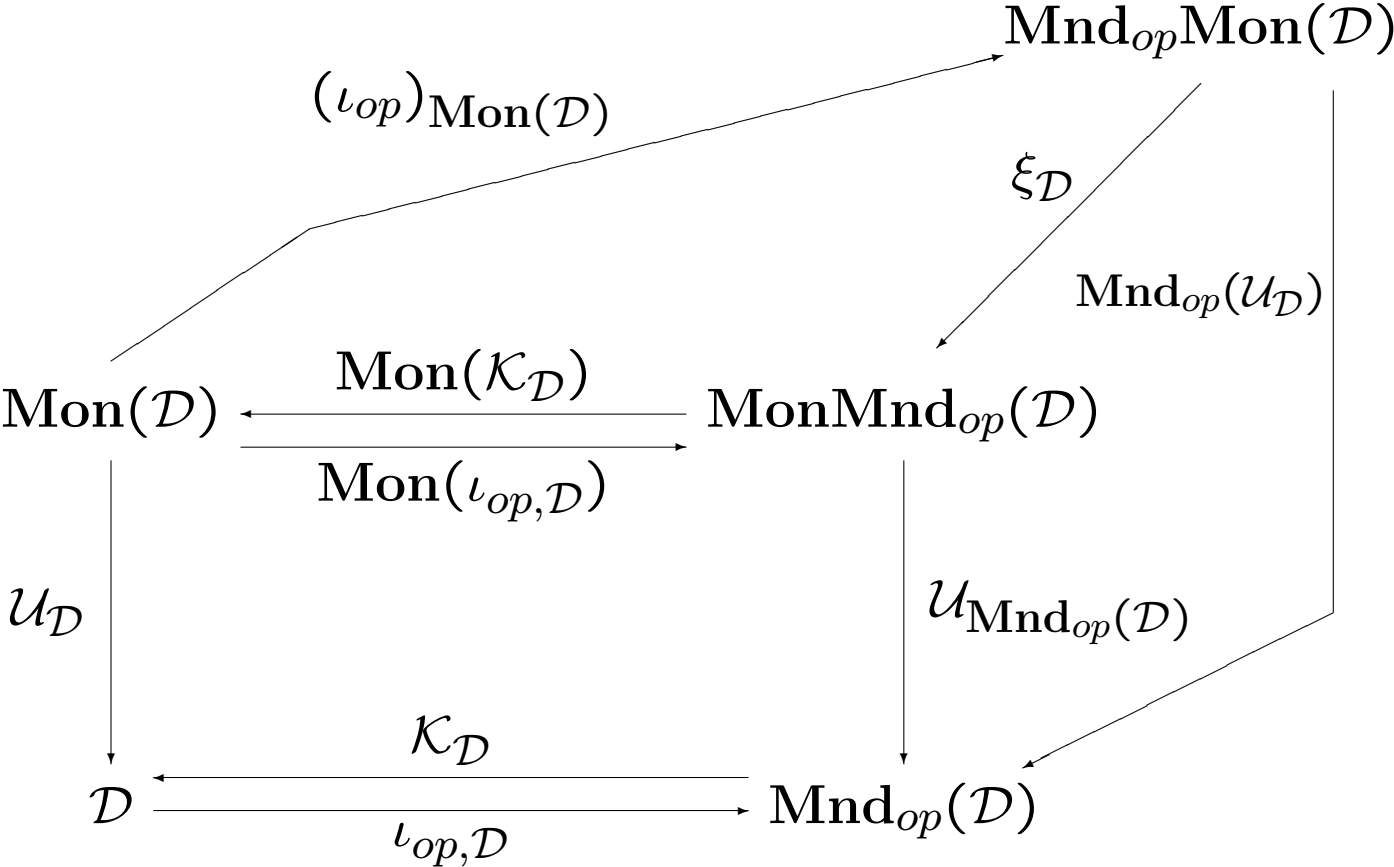 Mnd_{op}Mon(𝒟)
(ι_{op})_{Mon(𝒟)}
ξ_𝒟
Mnd_{op}(𝒰_𝒟)
Mon(𝒦_𝒟)
Mon(𝒟)
MonMnd_{op}(𝒟)
Mon(ι_{op,𝒟})
𝒰_𝒟
𝒰_{Mnd_{op}(𝒟)}
𝒦_𝒟
𝒟
Mnd_{op}(𝒟)
ι_{op,𝒟}